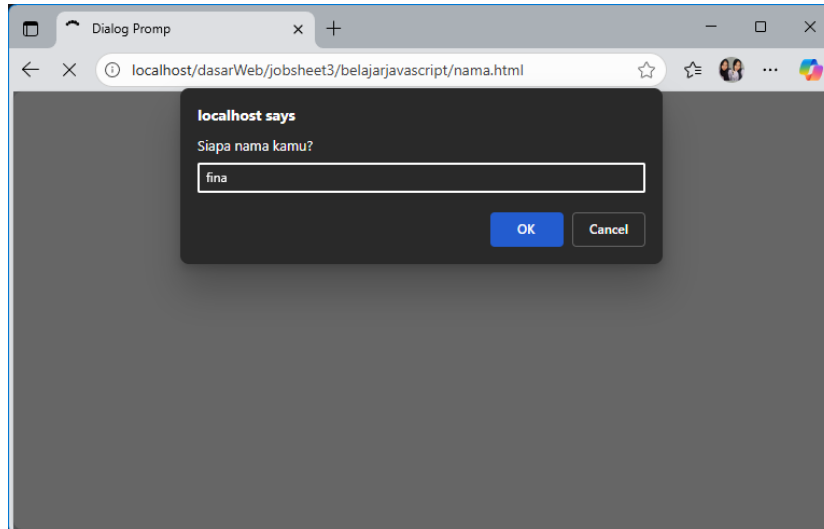 Dialog Promp
localhost/dasarWeb/jobsheet3/belajarjavascript/nama.html
localhost says
Siapa nama kamu?
fina
OK
Cancel